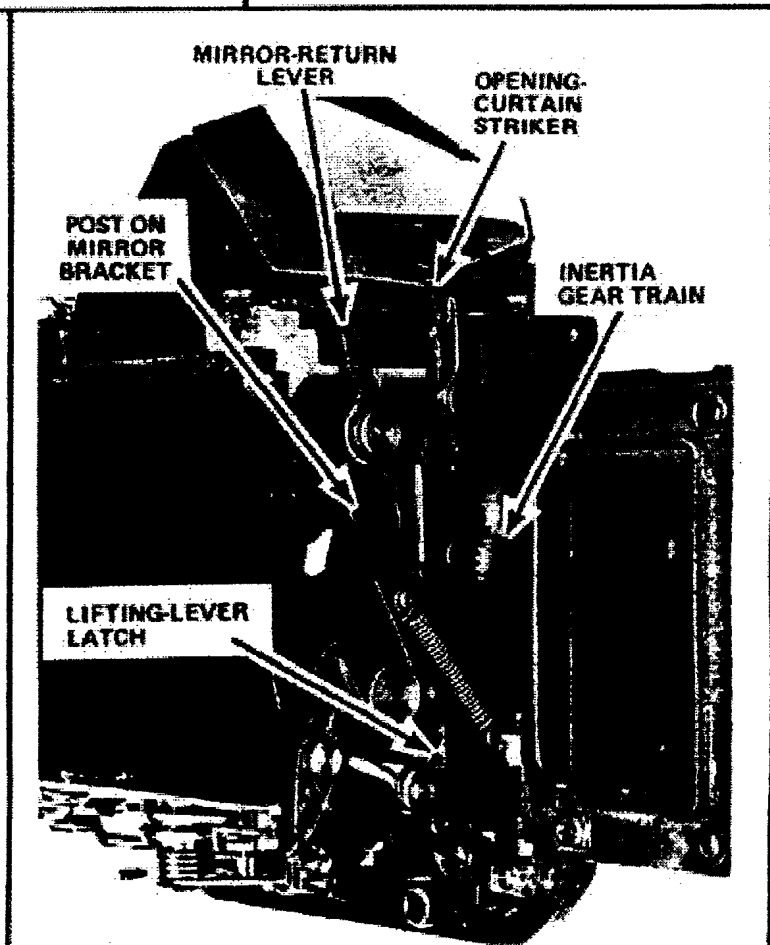 MIRROR-RETURN
LEVER
OPENING-
CURTAIN
STRIKER
POST ON
MIRROR
BRACKET
INERTIA
GEAR TRAIN
LIFTING-LEVER
LATCH